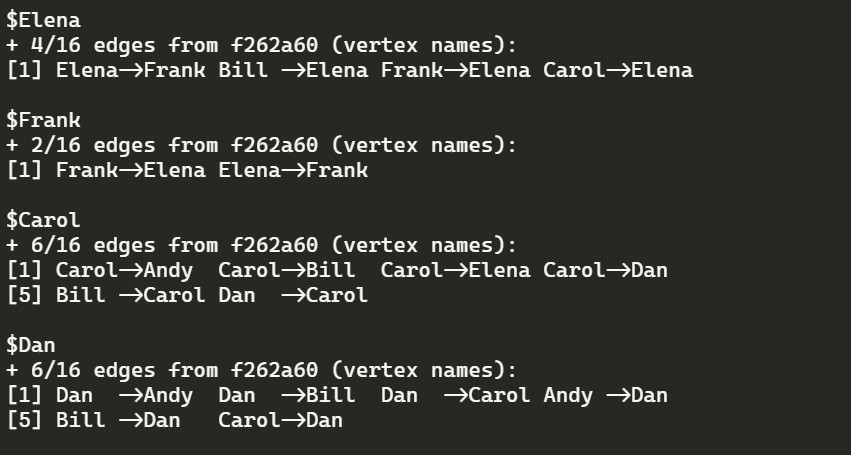 $Elena
+ 4/16 edges from f262a60 (vertex names):
[1] Elena->Frank Bill ->Elena Frank->Elena Carol->Elena

$Frank
+ 2/16 edges from f262a60 (vertex names):
[1] Frank->Elena Elena->Frank

$Carol
+ 6/16 edges from f262a60 (vertex names):
[1] Carol->Andy  Carol->Bill  Carol->Elena Carol->Dan
[5] Bill ->Carol Dan  ->Carol

$Dan
+ 6/16 edges from f262a60 (vertex names):
[1] Dan  ->Andy  Dan  ->Bill  Dan  ->Carol Andy ->Dan
[5] Bill ->Dan   Carol->Dan